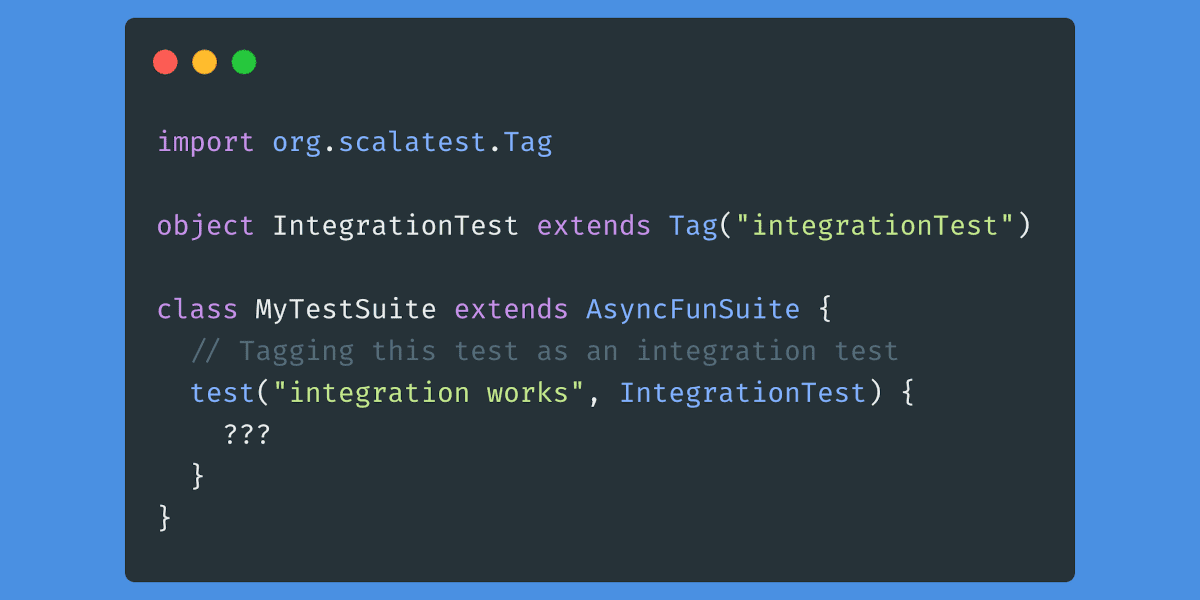 import org.scalatest.Tag
object IntegrationTest extends Tag("integrationTest")
class MyTestSuite extends AsyncFunSuite {
  // Tagging this test as an integration test
  test("integration works", IntegrationTest) {
    ???
  }
}